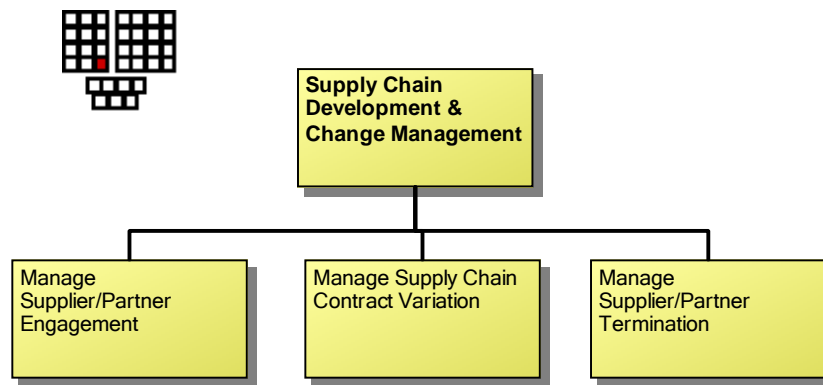 Supply Chain
Development &
Change Management
Manage
Supplier/Partner
Engagement
Manage Supply Chain
Contract Variation
Manage
Supplier/Partner
Termination